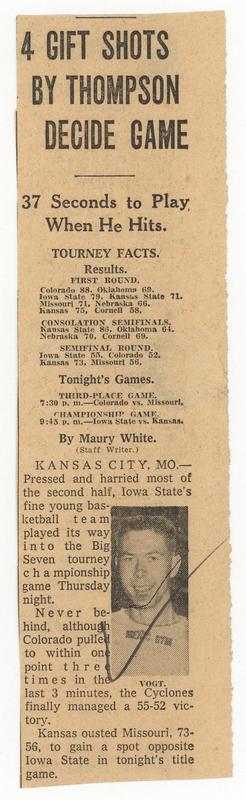 4 GIFT SHOTS
BY THOMPSON
DECIDE GAME
37 Seconds to Play
When He Hits.
TOURNEY FACTS.
Results.
FIRST ROUND.
Colorado 88, Oklahoma 69.
Iowa State 79, Kansas State 71.
Missouri 71, Nebraska 66.
Kansas 75, Cornell 58.
CONSOLATION SEMIFINALS.
Kansas State 86, Oklahoma 64.
Nebraska 70, Cornell 69.
SEMIFINAL ROUND.
Iowa State 55, Colorado 52.
Kansas 73, Missouri 56.
Tonight's Games.
THIRD-PLACE GAME.
7:30 p. m.—Colorado vs. Missouri.
CHAMPIONSHIP GAME.
9:45 p. m.—Iowa State vs. Kansas.
By Maury White.
(Staff Writer.)
KANSAS CITY, MO.—
Pressed and harried most of
the second half, Iowa State's
fine young bas-
ketball team
played its way
into the Big
Seven tourney
championship
game Thursday
night.
Never be-
hind, although
Colorado pulled
to within one
point three
times in the
last 3 minutes, the Cyclones
finally managed a 55-52 vic-
tory.
Kansas ousted Missouri, 73-
56, to gain a spot opposite
Iowa State in tonight's title
game.
VOGT.